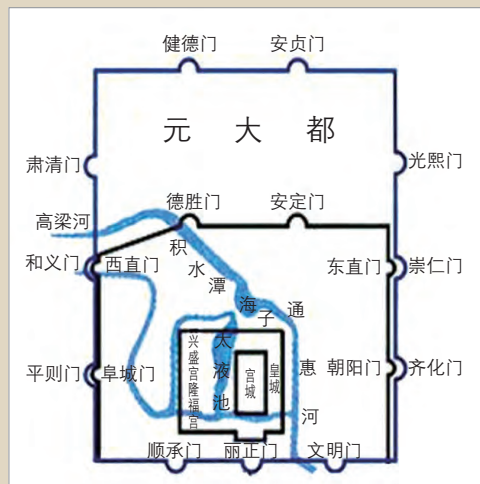 健德门 安贞门
元大都
肃清门 光熙门
德胜门 安定门
高梁河
积水潭
和义门 西直门 东直门 崇仁门
海子
通惠河
太液池
兴盛宫隆福宫
宫城
皇城
平则门 阜城门 朝阳门 齐化门
顺承门 丽正门 文明门